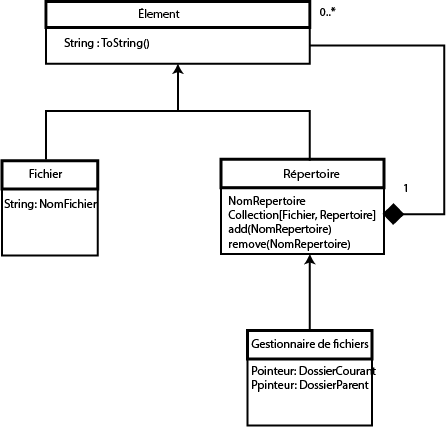 Élement
0..*
String : ToString()
Fichier
String: NomFichier
Répertoire
1
NomRepertoire
Collection[Fichier, Repertoire]
add(NomRepertoire)
remove(NomRepertoire)
Gestionnaire de fichiers
Pointeur: DossierCourant
Ppinteur: DossierParent